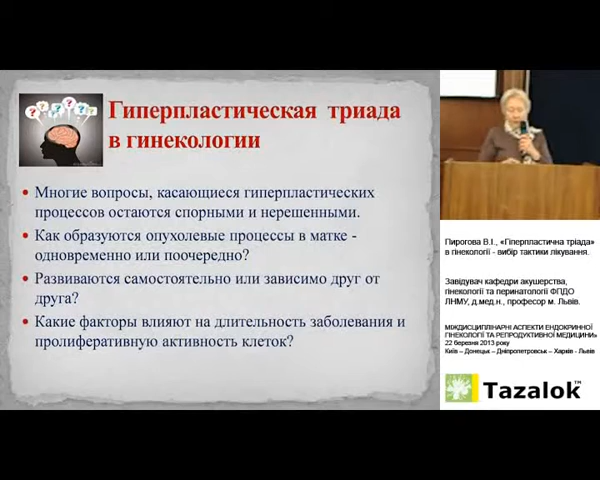 Гиперпластическая триада
в гинекологии
Многие вопросы, касающиеся гиперпластических
процессов остаются спорными и нерешенными.
Как образуются опухолевые процессы в матке -
одновременно или поочередно?
Развиваются самостоятельно или зависимо друг от
друга?
Какие факторы влияют на длительность заболевания и
пролиферативную активность клеток?
Пирогова В.І., «Гіперпластична тріада»
в гінекології - вибір тактики лікування.
Завідувач кафедри акушерства,
гінекології та перинатології ФПДО
ЛНМУ, д.мед.н., професор м. Львів.
МІЖДИСЦИПЛІНАРНІ АСПЕКТИ ЕНДОКРИННОЇ
ГІНЕКОЛОГІЇ ТА РЕПРОДУКТИВНОЇ МЕДИЦИНИ»
22 березня 2013 року
Київ – Донецьк – Дніпропетровськ – Харків - Львів
Tazalok™